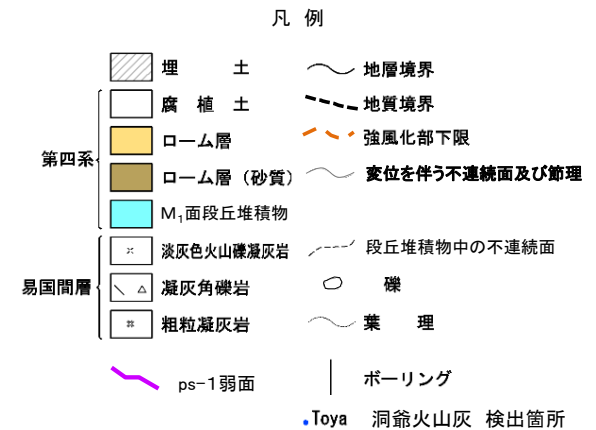 凡 例
埋 土
地層境界
腐 植 土
地質境界
ローム層
強風化部下限
第四系
ローム層（砂質）
変位を伴う不連続面及び節理
M1面段丘堆積物
淡灰色火山礫凝灰岩
段丘堆積物中の不連続面
易国間層
凝灰角礫岩
礫
粗粒凝灰岩
葉 理
ps-1弱面
ボーリング
Toya 洞爺火山灰 検出箇所